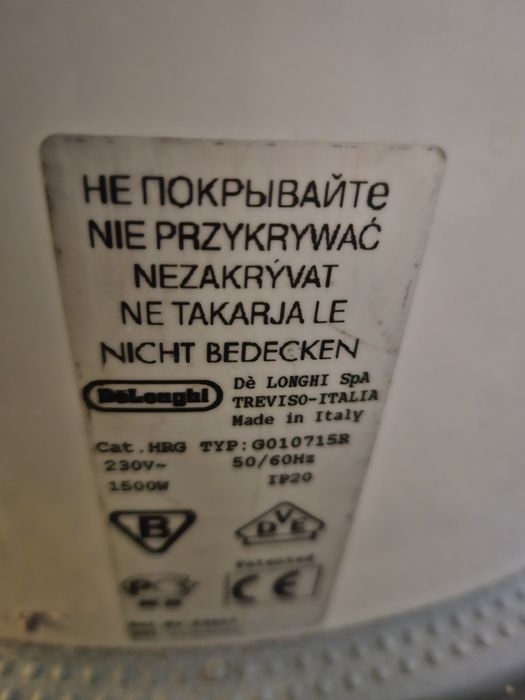 НЕ ПОКРЫВАЙТе
NIE PRZYKRYWAĆ
NEZAKRÝVAT
NE TAKARJA LE
NICHT BEDECKEN
DeLonghi
Dè LONGHI SpA
TREVISO-ITALIA
Made in Italy
Cat.HRG TYP:G010715R
230V~ 50/60Hz
1500W IP20
B
VDE
Patented
CE